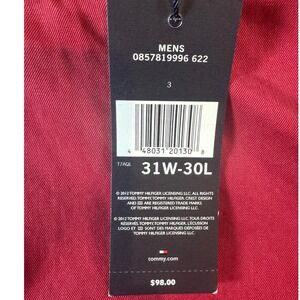 MENS
0857819996 622
3
4 48031 20130 8
31W-30L
© 2012 TOMMY HILFIGER LICENSING LLC. ALL RIGHTS
RESERVED. TOMMY, TOMMY HILFIGER, CREST DESIGN
AND ARE REGISTERED TRADE MARKS
OF TOMMY HILFIGER LICENSING LLC.
© 2012 TOMMY HILFIGER LICENSING LLC. TOUS DROITS
RÉSERVÉS. TOMMY, TOMMY HILFIGER, L'ÉCUSSON
LOGO ET SONT DES MARQUES DÉPOSÉES DE
TOMMY HILFIGER LICENSING LLC.
tommy.com
$98.00